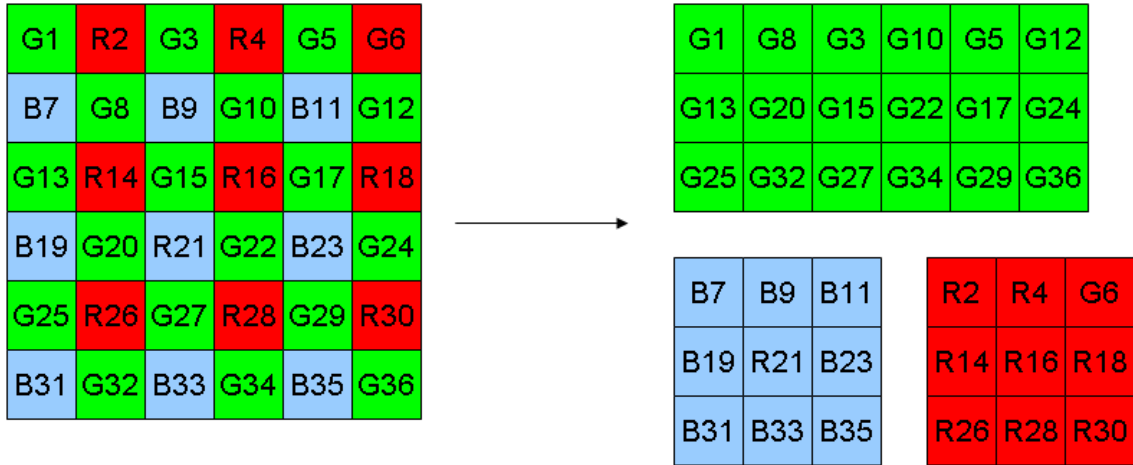 G1 R2 G3 R4 G5 G6
B7 G8 B9 G10 B11 G12
G13 R14 G15 R16 G17 R18
B19 G20 R21 G22 B23 G24
G25 R26 G27 R28 G29 R30
B31 G32 B33 G34 B35 G36
G1 G8 G3 G10 G5 G12
G13 G20 G15 G22 G17 G24
G25 G32 G27 G34 G29 G36
B7 B9 B11
B19 R21 B23
B31 B33 B35
R2 R4 G6
R14 R16 R18
R26 R28 R30